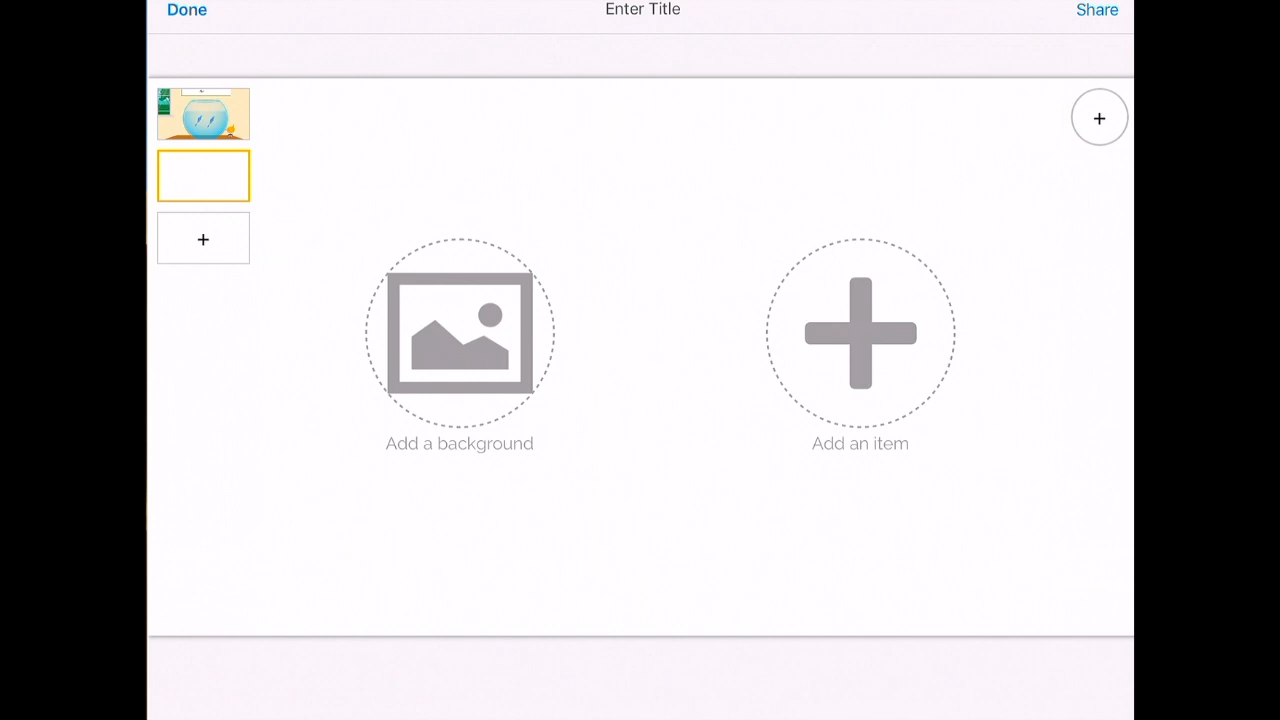 Done
Enter Title
Share
Add a background
Add an item